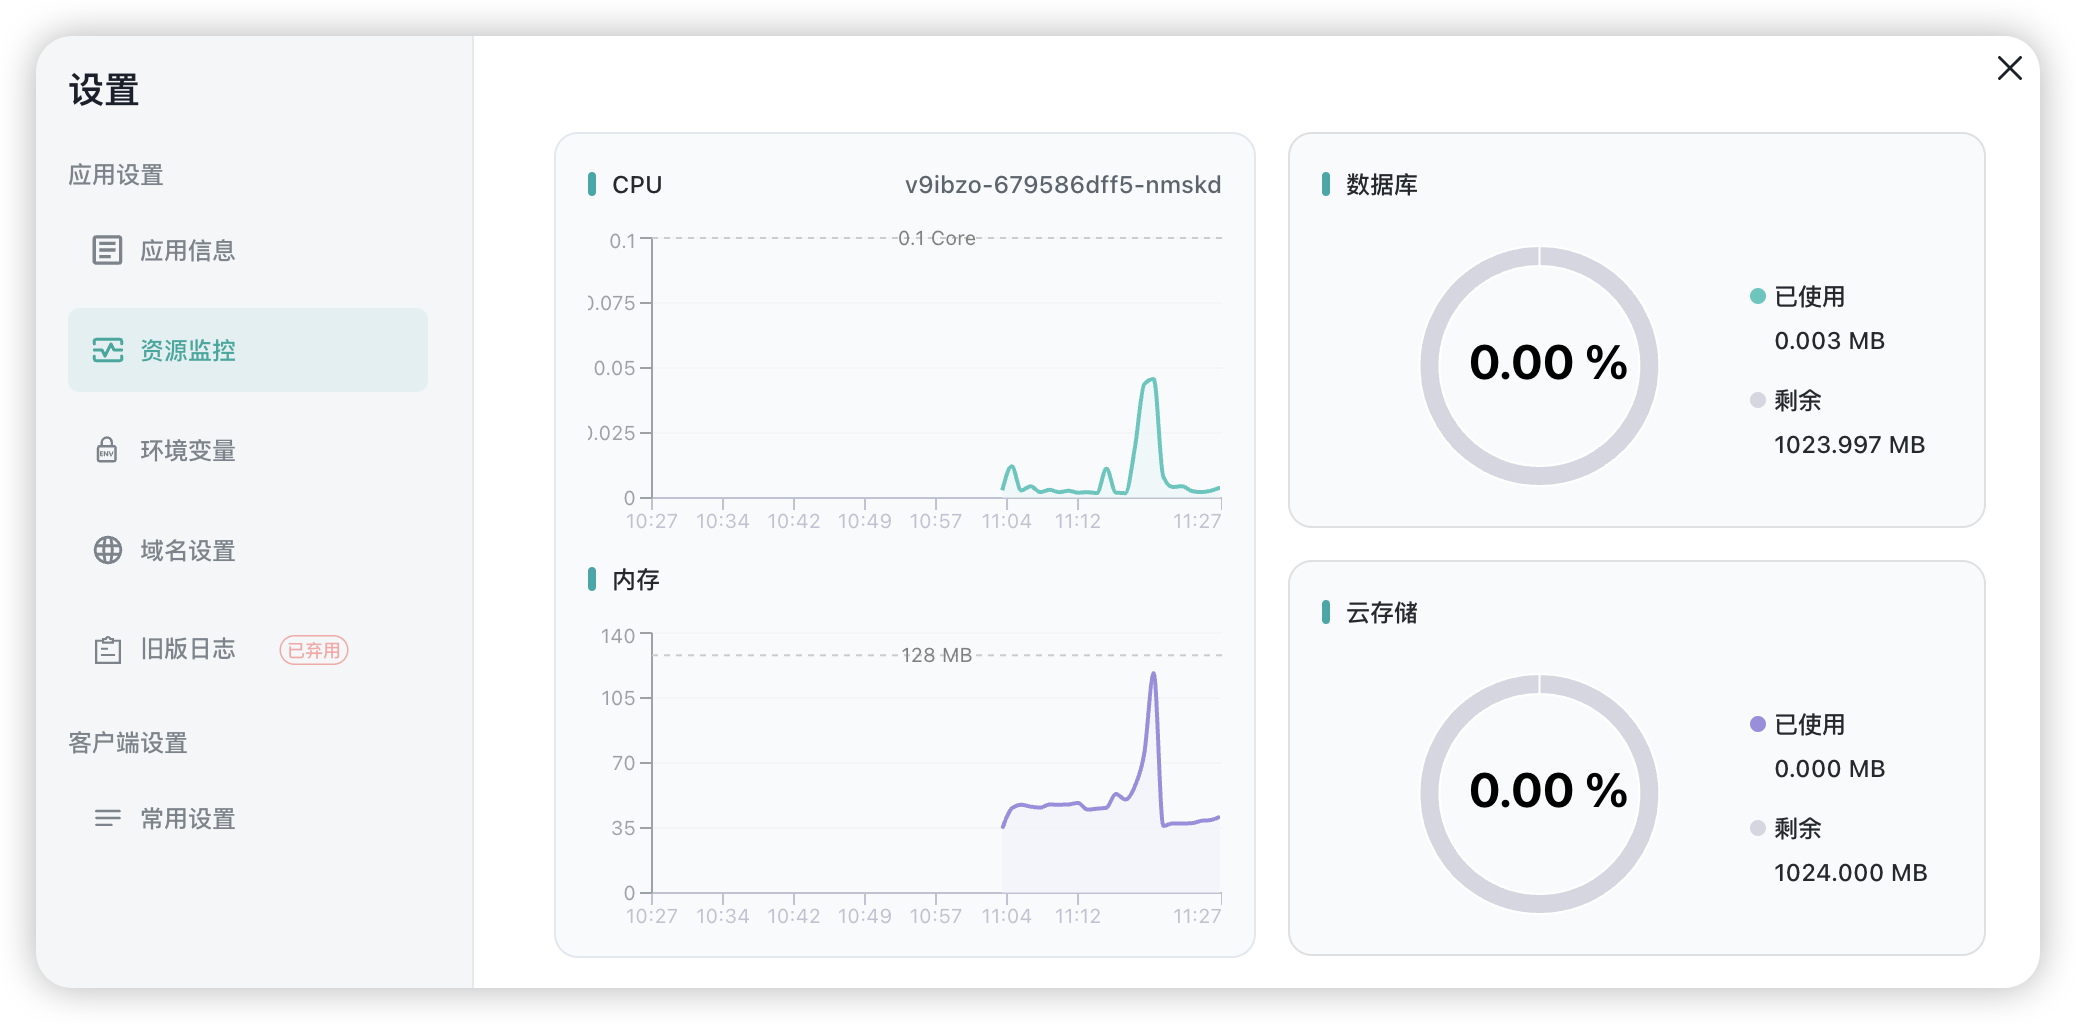 设置
应用设置
应用信息
资源监控
ENV
环境变量
域名设置
旧版日志
已弃用
客户端设置
常用设置
CPU
v9ibzo-679586dff5-nmskd
0.1
0.1 Core
0.075
0.05
0.025
0
10:27 10:34 10:42 10:49 10:57 11:04 11:12 11:27
内存
140
128 MB
105
70
35
0
10:27 10:34 10:42 10:49 10:57 11:04 11:12 11:27
数据库
0.00 %
已使用
0.003 MB
剩余
1023.997 MB
云存储
0.00 %
已使用
0.000 MB
剩余
1024.000 MB